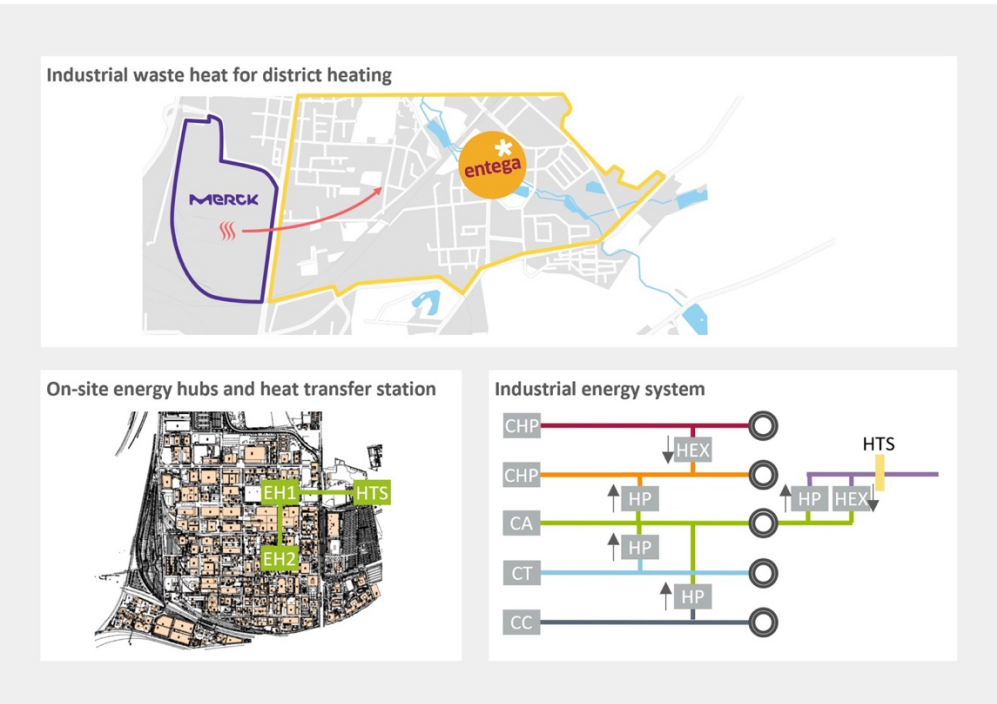 Industrial waste heat for district heating
MERCK
entega
On-site energy hubs and heat transfer station
EH1
HTS
EH2
Industrial energy system
CHP
HEX
HTS
CHP
HP
HP
HEX
CA
HP
CT
HP
CC